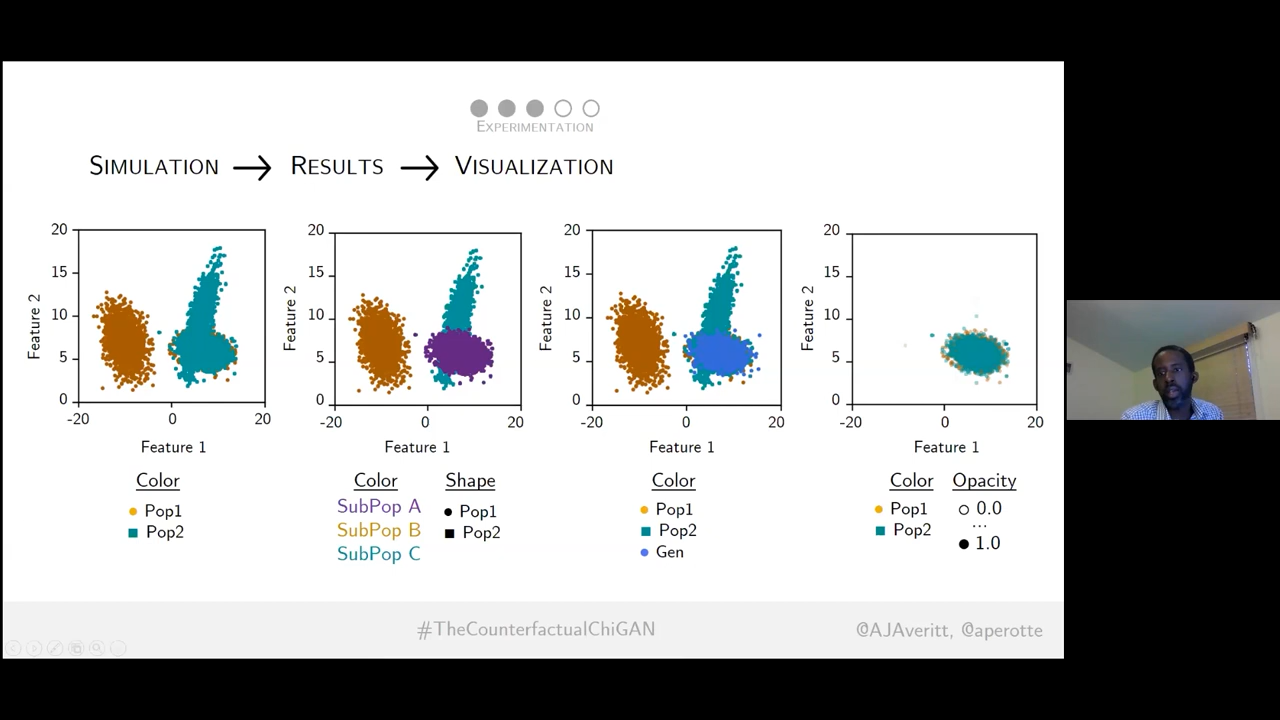 EXPERIMENTATION
SIMULATION → RESULTS → VISUALIZATION
20
15
10
5
0
-20 0 20
Feature 2
Feature 1
Color
Pop1
Pop2
20
15
10
5
0
-20 0 20
Feature 2
Feature 1
Color
SubPop A
SubPop B
SubPop C
Shape
Pop1
Pop2
20
15
10
5
0
-20 0 20
Feature 2
Feature 1
Color
Pop1
Pop2
Gen
20
15
10
5
0
-20 0 20
Feature 2
Feature 1
Color
Pop1
Pop2
Opacity
0.0
...
1.0
#TheCounterfactualChiGAN
@AJAveritt, @aperotte